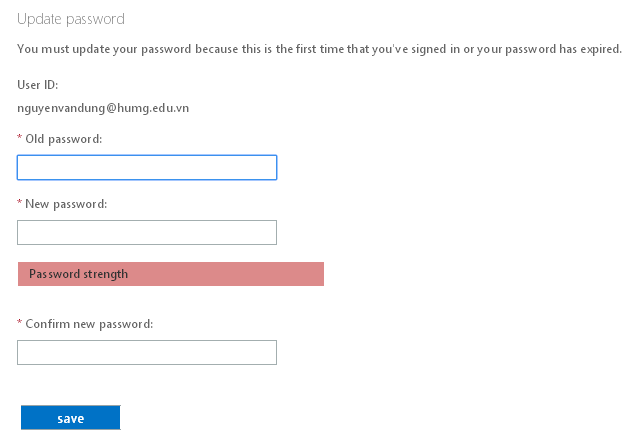 Update password
You must update your password because this is the first time that you've signed in or your password has expired.
User ID:
nguyenvandung@humg.edu.vn
* Old password:
* New password:
Password strength
* Confirm new password:
save